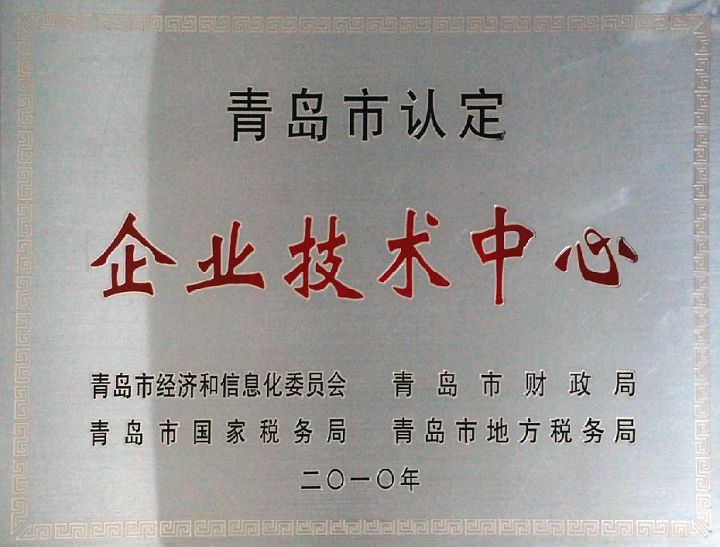 青岛市认定
企业技术中心
青岛市经济和信息化委员会 青岛市财政局
青岛市国家税务局 青岛市地方税务局
二〇一〇年